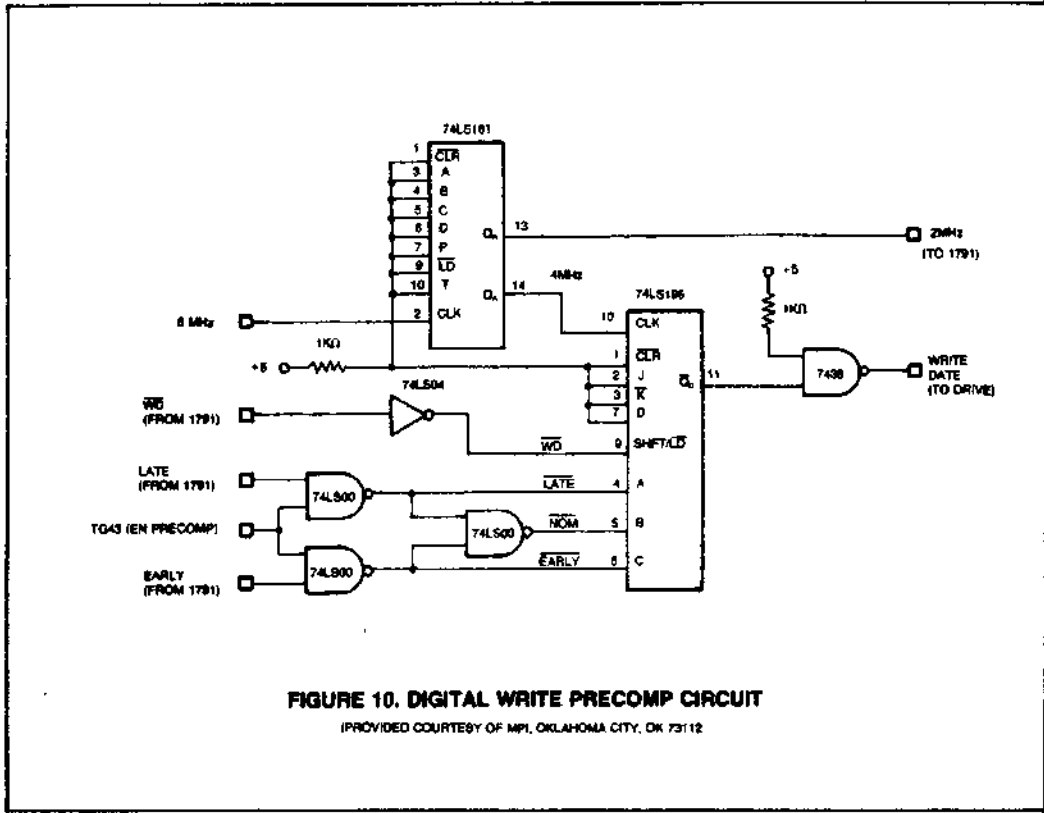 74LS161
1 CLR
3 A
4 B
5 C
6 D
7 P
9 LD
10 T
2 CLK
QA 13
QA 14
4MHz
2MHz
(TO 1791)
8 MHz
1KΩ
+5
74LS195
10 CLK
1 CLR
2 J
3 K
7 D
9 SHIFT/LD
4 A
5 B
6 C
11
+5
1KΩ
7438
WRITE
DATE
(TO DRIVE)
74LS04
WD
(FROM 1791)
WD
LATE
(FROM 1791)
74LS00
LATE
TG43 (EN PRECOMP)
74LS00
NOM
74LS00
EARLY
EARLY
(FROM 1791)
FIGURE 10. DIGITAL WRITE PRECOMP CIRCUIT
(PROVIDED COURTESY OF MPI, OKLAHOMA CITY, OK 73112